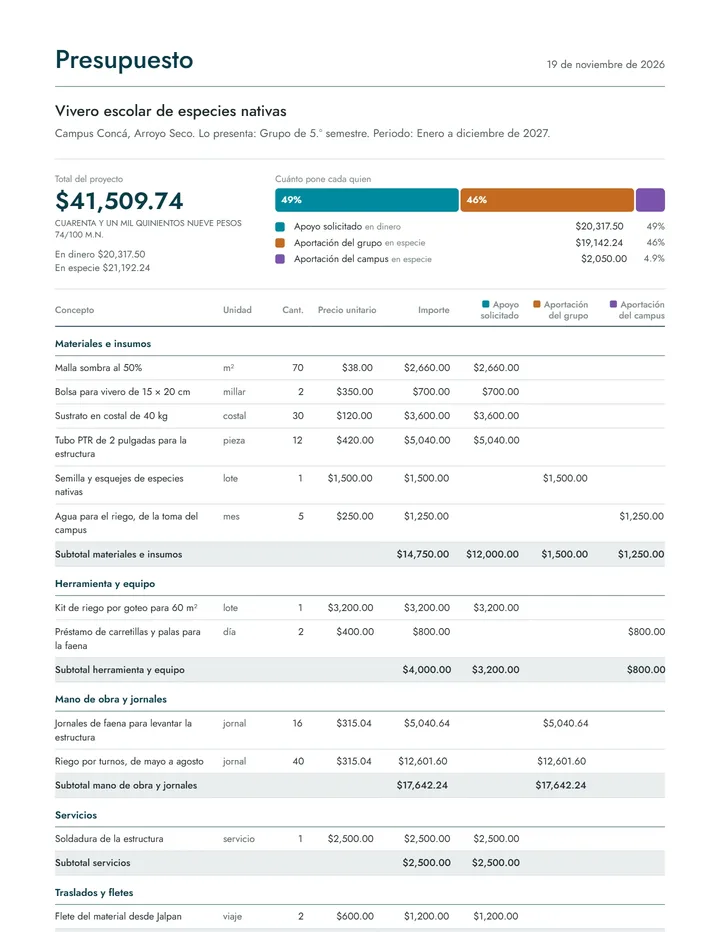 Presupuesto
19 de noviembre de 2026
Vivero escolar de especies nativas
Campus Concá, Arroyo Seco. Lo presenta: Grupo de 5.° semestre. Periodo: Enero a diciembre de 2027.
Total del proyecto
$41,509.74
CUARENTA Y UN MIL QUINIENTOS NUEVE PESOS
74/100 M.N.
En dinero $20,317.50
En especie $21,192.24
Cuánto pone cada quien
49% 46%
Apoyo solicitado en dinero $20,317.50 49%
Aportación del grupo en especie $19,142.24 46%
Aportación del campus en especie $2,050.00 4.9%
Concepto Unidad Cant. Precio unitario Importe Apoyo solicitado Aportación del grupo Aportación del campus
Materiales e insumos
Malla sombra al 50% m² 70 $38.00 $2,660.00 $2,660.00
Bolsa para vivero de 15 × 20 cm millar 2 $350.00 $700.00 $700.00
Sustrato en costal de 40 kg costal 30 $120.00 $3,600.00 $3,600.00
Tubo PTR de 2 pulgadas para la estructura pieza 12 $420.00 $5,040.00 $5,040.00
Semilla y esquejes de especies nativas lote 1 $1,500.00 $1,500.00 $1,500.00
Agua para el riego, de la toma del campus mes 5 $250.00 $1,250.00 $1,250.00
Subtotal materiales e insumos $14,750.00 $12,000.00 $1,500.00 $1,250.00
Herramienta y equipo
Kit de riego por goteo para 60 m² lote 1 $3,200.00 $3,200.00 $3,200.00
Préstamo de carretillas y palas para la faena día 2 $400.00 $800.00 $800.00
Subtotal herramienta y equipo $4,000.00 $3,200.00 $800.00
Mano de obra y jornales
Jornales de faena para levantar la estructura jornal 16 $315.04 $5,040.64 $5,040.64
Riego por turnos, de mayo a agosto jornal 40 $315.04 $12,601.60 $12,601.60
Subtotal mano de obra y jornales $17,642.24 $17,642.24
Servicios
Soldadura de la estructura servicio 1 $2,500.00 $2,500.00 $2,500.00
Subtotal servicios $2,500.00 $2,500.00
Traslados y fletes
Flete del material desde Jalpan viaje 2 $600.00 $1,200.00 $1,200.00